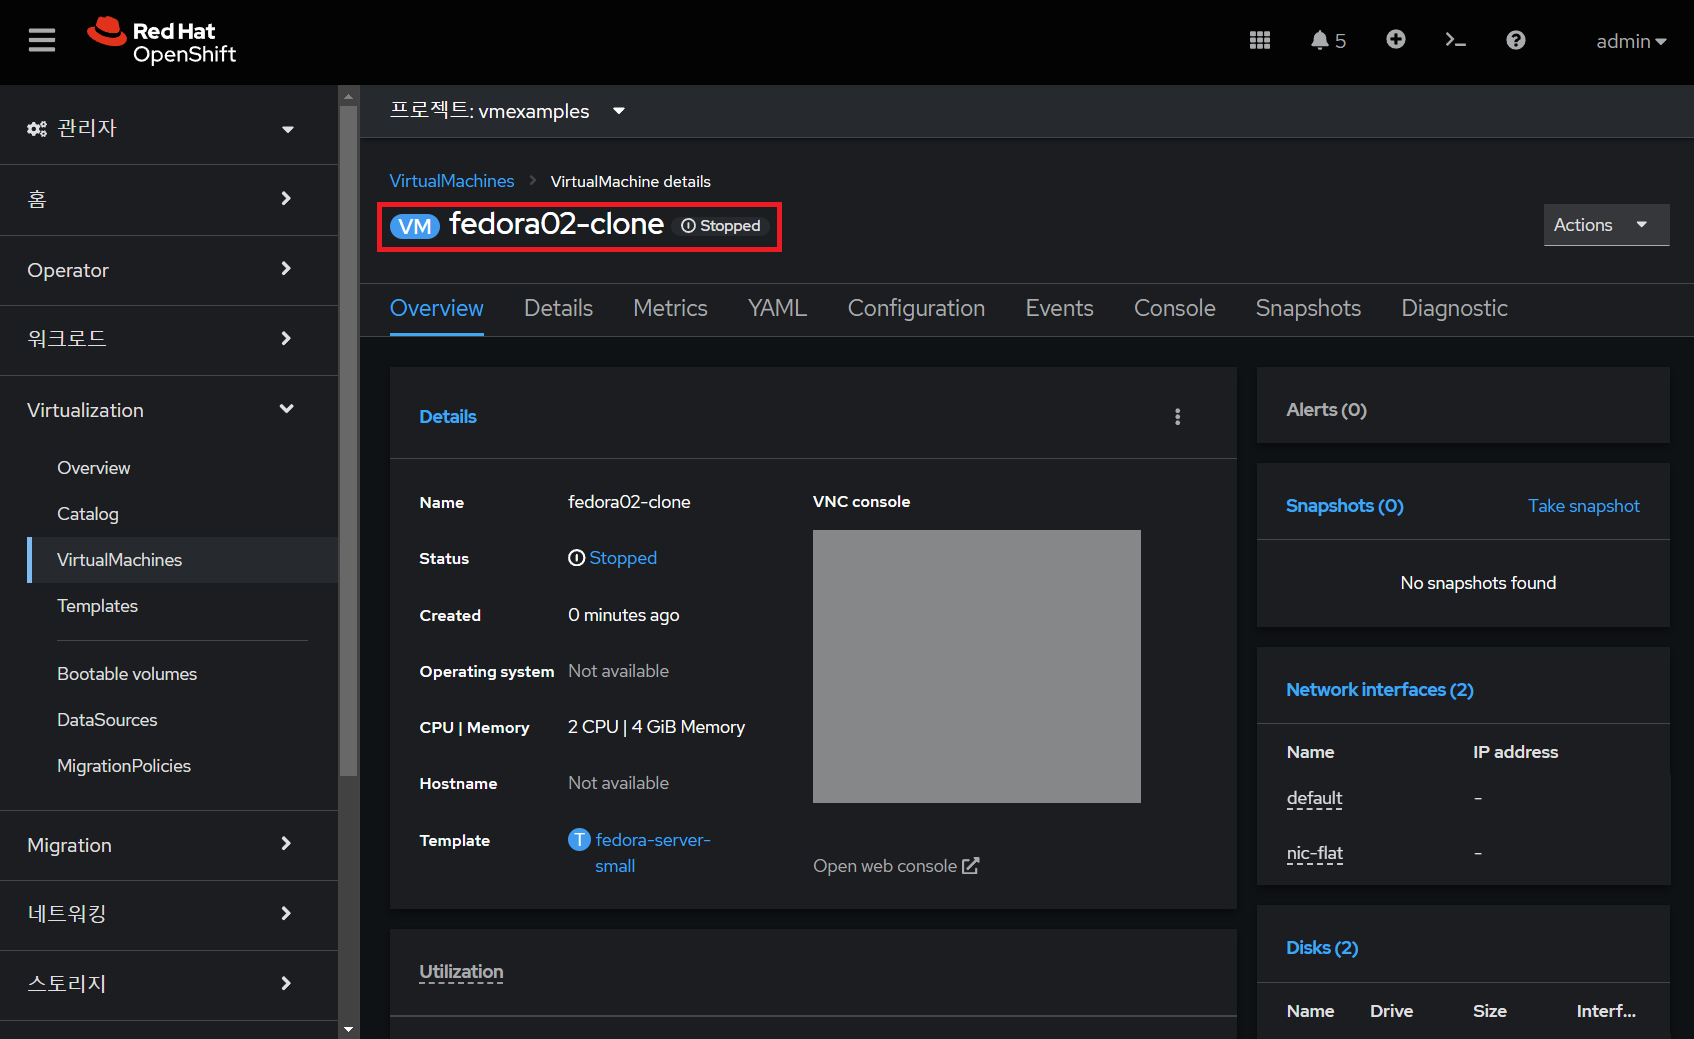 Red Hat
OpenShift
5
admin
관리자
홈
Operator
워크로드
Virtualization
Overview
Catalog
VirtualMachines
Templates
Bootable volumes
DataSources
MigrationPolicies
Migration
네트워킹
스토리지
프로젝트: vmexamples
VirtualMachines VirtualMachine details
VM fedora02-clone Stopped
Actions
Overview Details Metrics YAML Configuration Events Console Snapshots Diagnostic
Details
Name fedora02-clone
Status Stopped
Created 0 minutes ago
Operating system Not available
CPU | Memory 2 CPU | 4 GiB Memory
Hostname Not available
Template T fedora-server-
small
VNC console
Open web console
Utilization
Alerts (0)
Snapshots (0) Take snapshot
No snapshots found
Network interfaces (2)
Name IP address
default -
nic-flat -
Disks (2)
Name Drive Size Interf...